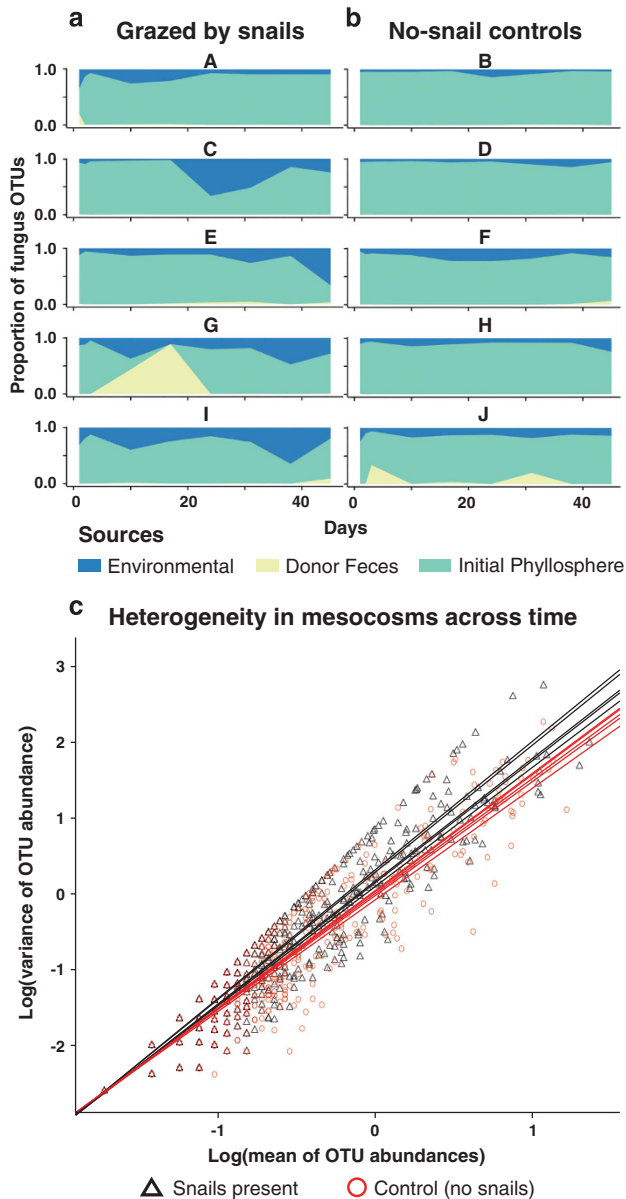 a Grazed by snails
b No-snail controls
Proportion of fungus OTUs
A
1.0
0.0
B
C
1.0
0.0
D
E
1.0
0.0
F
G
1.0
0.0
H
I
1.0
0.0
J
0 20 40 0 20 40
Days
Sources
Environmental Donor Feces Initial Phyllosphere
c Heterogeneity in mesocosms across time
Log(variance of OTU abundance)
3
2
1
0
-1
-2
-1 0 1
Log(mean of OTU abundances)
Snails present Control (no snails)